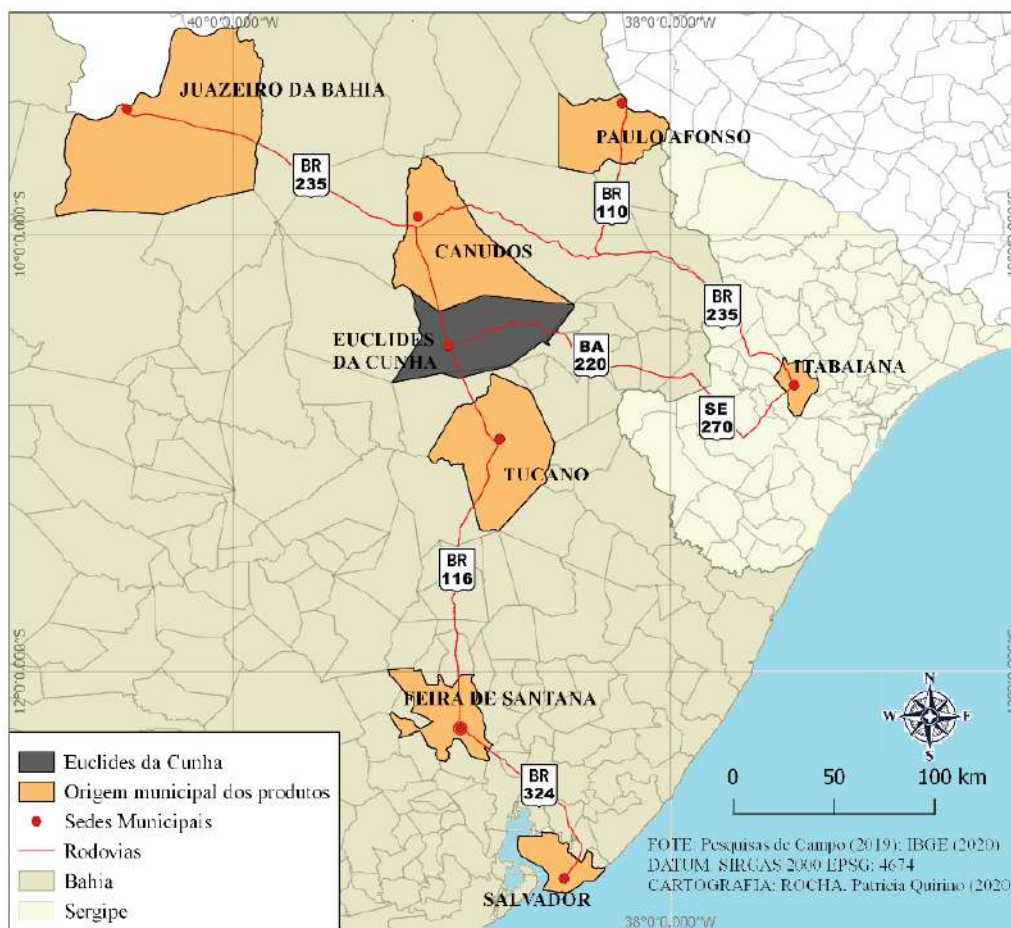 40°0'0.000"W
38°0'0.000"W
JUAZEIRO DA BAHIA
PAULO AFONSO
BR
235
BR
110
10°0'0.000"S
CANUDOS
BR
235
EUCLIDES
DA CUNHA
BA
220
ITABAIANA
SE
270
TUCANO
BR
116
12°0'0.000"S
FEIRA DE SANTANA
N
W
E
S
BR
324
0 50 100 km
Euclides da Cunha
Origem municipal dos produtos
Sedes Municipais
Rodovias
Bahia
Sergipe
SALVADOR
FOTE: Pesquisas de Campo (2019); IBGE (2020)
DATUM SIRGAS 2000 EPSG: 4674
CARTOGRAFIA: ROCHA. Patricia Quirino (2020
38°0'0.000"W